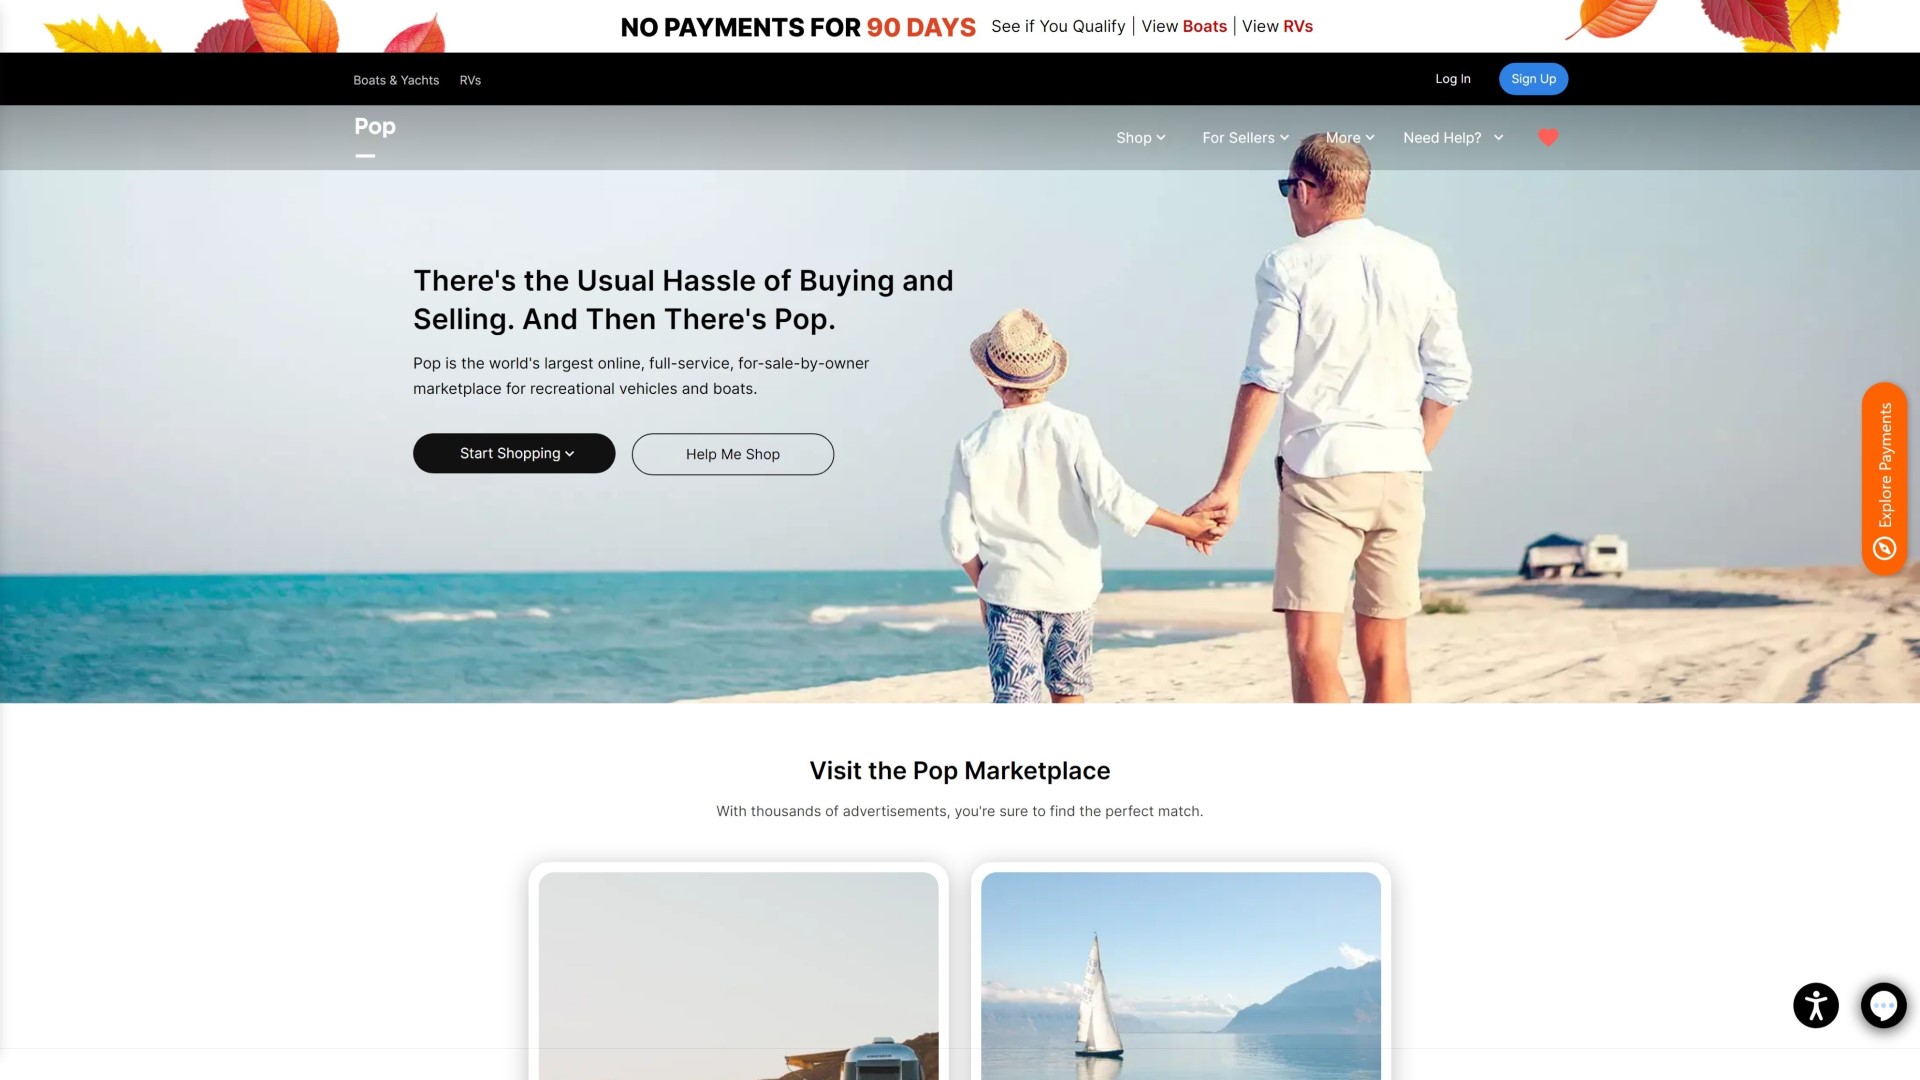 NO PAYMENTS FOR 90 DAYS See if You Qualify | View Boats | View RVs
Boats & Yachts RVs Log In Sign Up
Pop
Shop For Sellers More Need Help?
There's the Usual Hassle of Buying and
Selling. And Then There's Pop.
Pop is the world's largest online, full-service, for-sale-by-owner
marketplace for recreational vehicles and boats.
Start Shopping Help Me Shop
Explore Payments
Visit the Pop Marketplace
With thousands of advertisements, you're sure to find the perfect match.